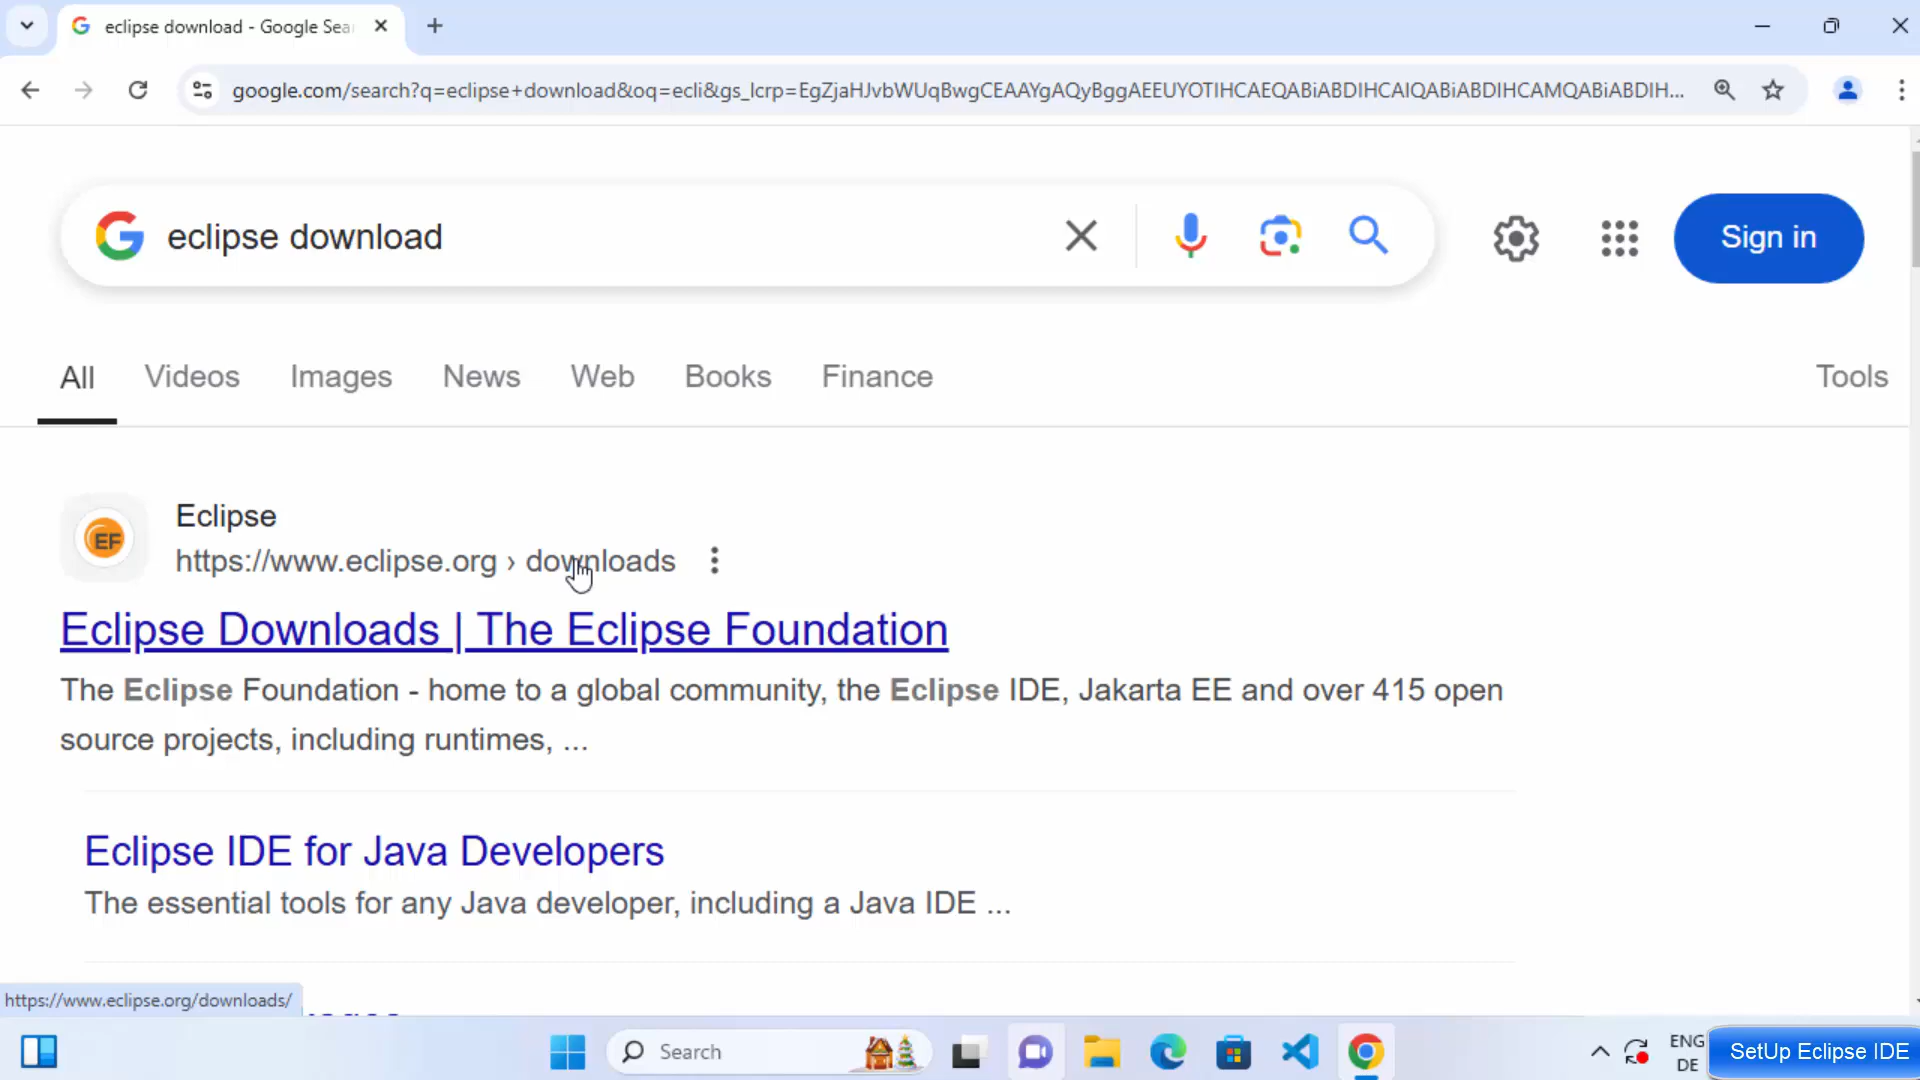 eclipse download - Google Sea
google.com/search?q=eclipse+download&oq=ecli&gs_lcrp=EgZjaHJvbWUqBwgCEAAYgAQyBggAEEUYOTIHCAEQABiABDIHCAIQABiABDIHCAMQABiABDIH...
eclipse download
Sign in
All Videos Images News Web Books Finance Tools
EF
Eclipse
https://www.eclipse.org › downloads
Eclipse Downloads | The Eclipse Foundation
The Eclipse Foundation - home to a global community, the Eclipse IDE, Jakarta EE and over 415 open
source projects, including runtimes, ...
Eclipse IDE for Java Developers
The essential tools for any Java developer, including a Java IDE ...
https://www.eclipse.org/downloads/
Search
ENG
DE
SetUp Eclipse IDE